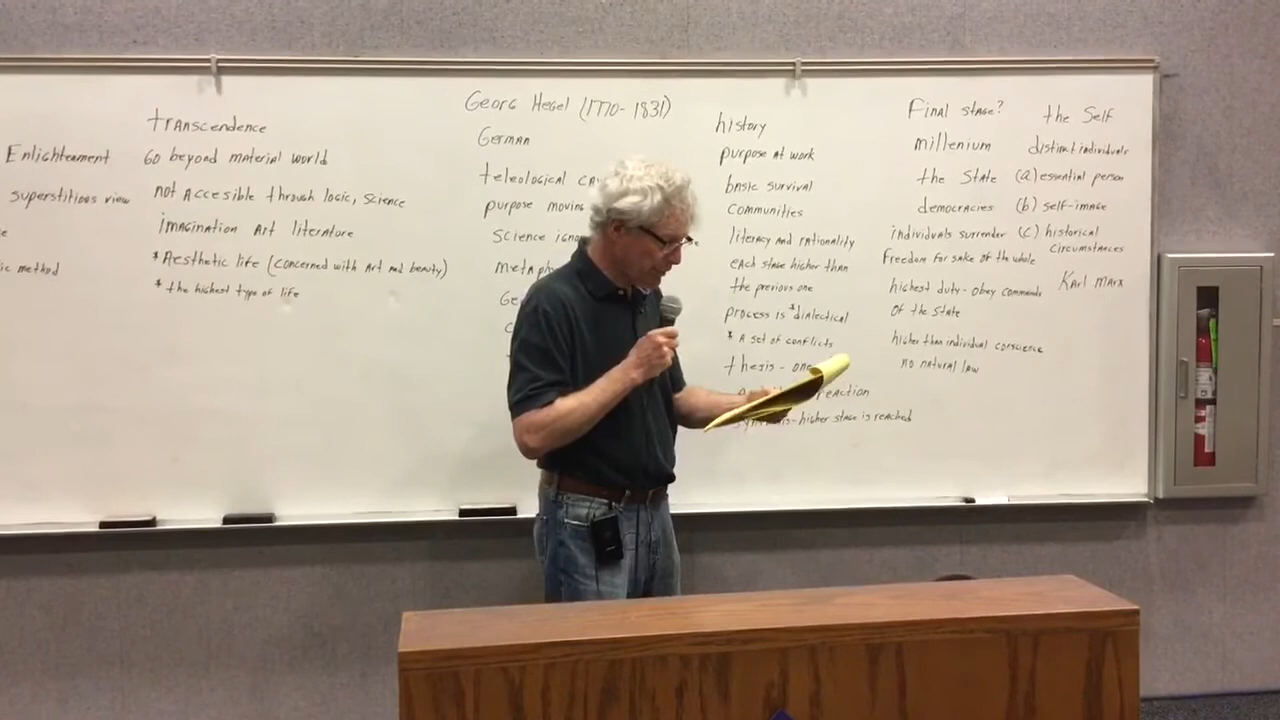 Enlightenment
superstitious view
method
transcendence
Go beyond material world
not Accesible through logic, science
imagination Art literature
*Aesthetic life (concerned with Art and beauty)
* the highest type of life
Georg Hegel (1770-1831)
German
teleological
purpose moving
Science
history
purpose at work
basic survival
Communities
literacy and rationality
each stage higher than
the previous one
process is *dialectical
* A set of conflicts
thesis - one
reaction
higher stage is reached
Final stage?
millenium
the State
democracies
individuals surrender
freedom for sake of the whole
highest duty - obey commands
of the State
higher than individual conscience
no natural law
the Self
distinct individuals
(a) essential person
(b) self-image
(c) historical
circumstances
Karl Marx